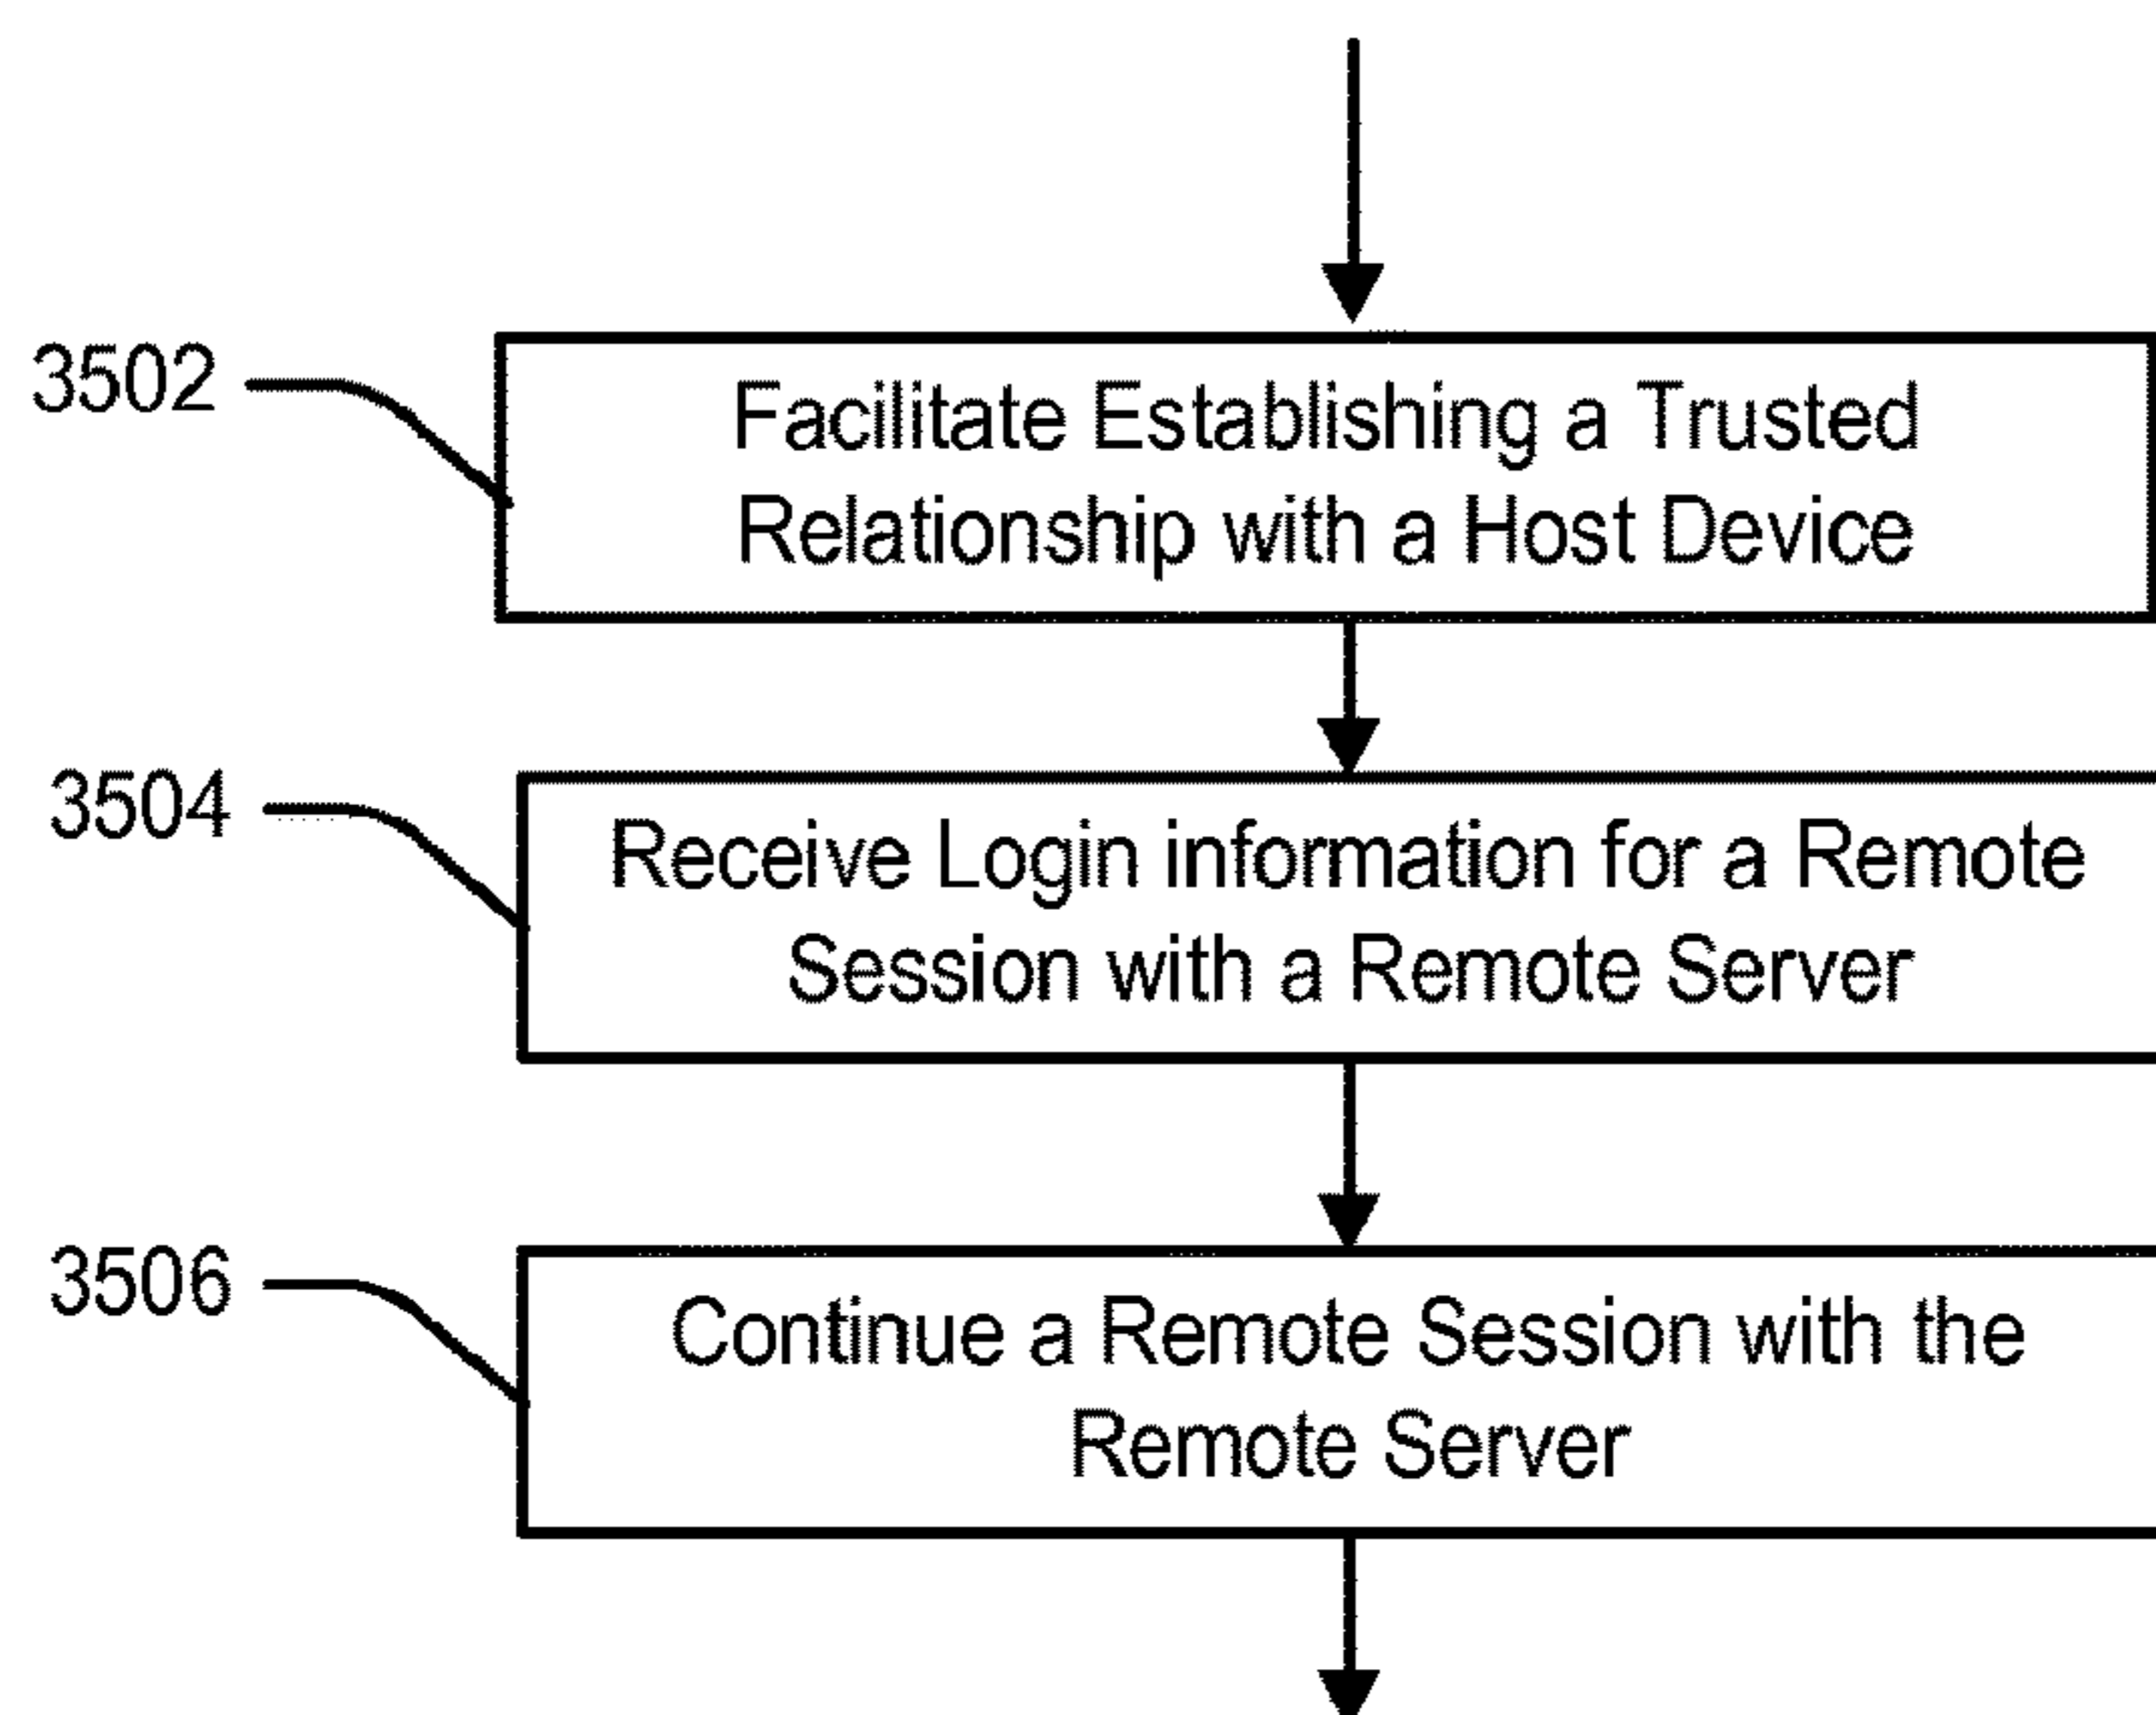 3502
Facilitate Establishing a Trusted
Relationship with a Host Device
3504
Receive Login information for a Remote
Session with a Remote Server
3506
Continue a Remote Session with the
Remote Server